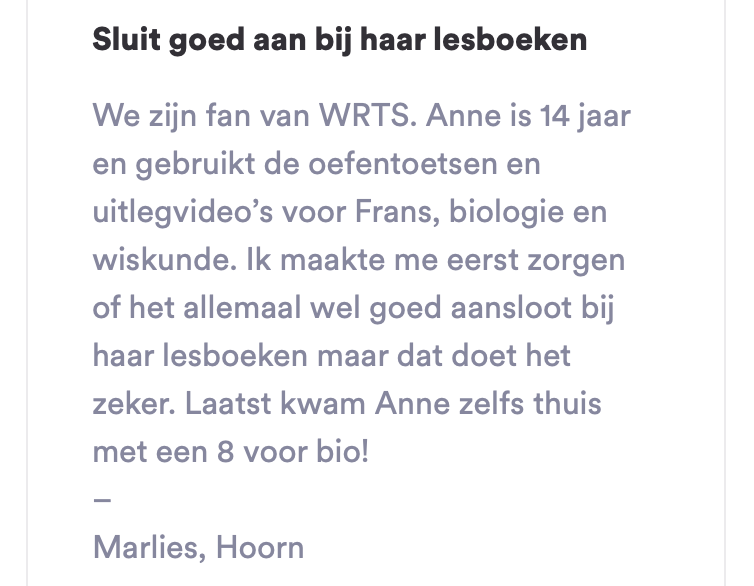 Sluit goed aan bij haar lesboeken
We zijn fan van WRTS. Anne is 14 jaar
en gebruikt de oefentoetsen en
uitlegvideo’s voor Frans, biologie en
wiskunde. Ik maakte me eerst zorgen
of het allemaal wel goed aansloot bij
haar lesboeken maar dat doet het
zeker. Laatst kwam Anne zelfs thuis
met een 8 voor bio!
–
Marlies, Hoorn